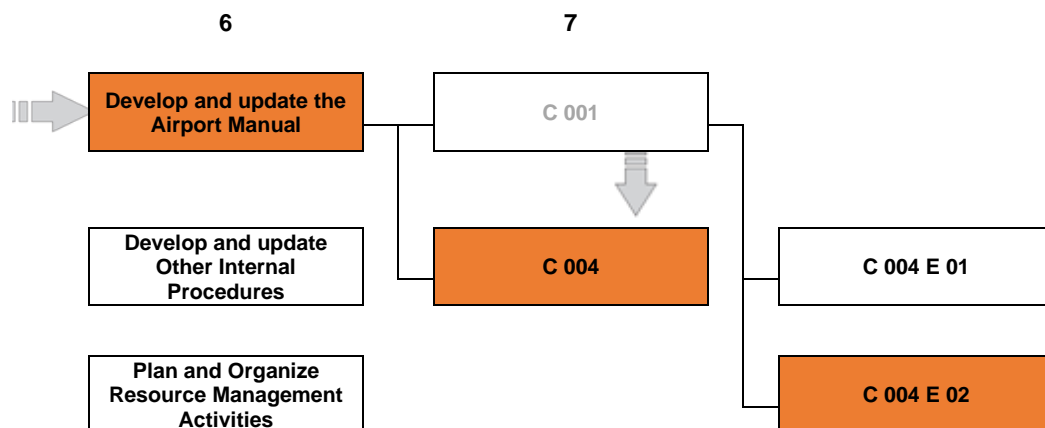 6
7
Develop and update the
Airport Manual
C 001
Develop and update
Other Internal
Procedures
C 004
C 004 E 01
Plan and Organize
Resource Management
Activities
C 004 E 02